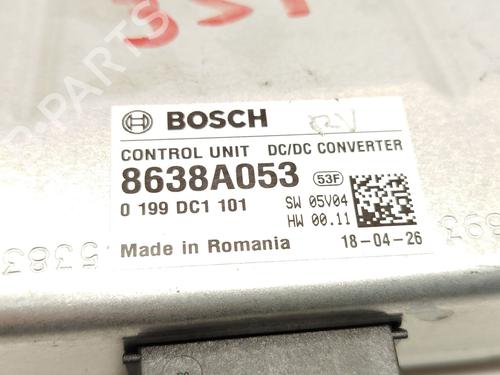 BOSCH
CONTROL UNIT DC/DC CONVERTER
8638A053 53F
0 199 DC1 101 SW 05V04
HW 00.11
Made in Romania 18-04-26